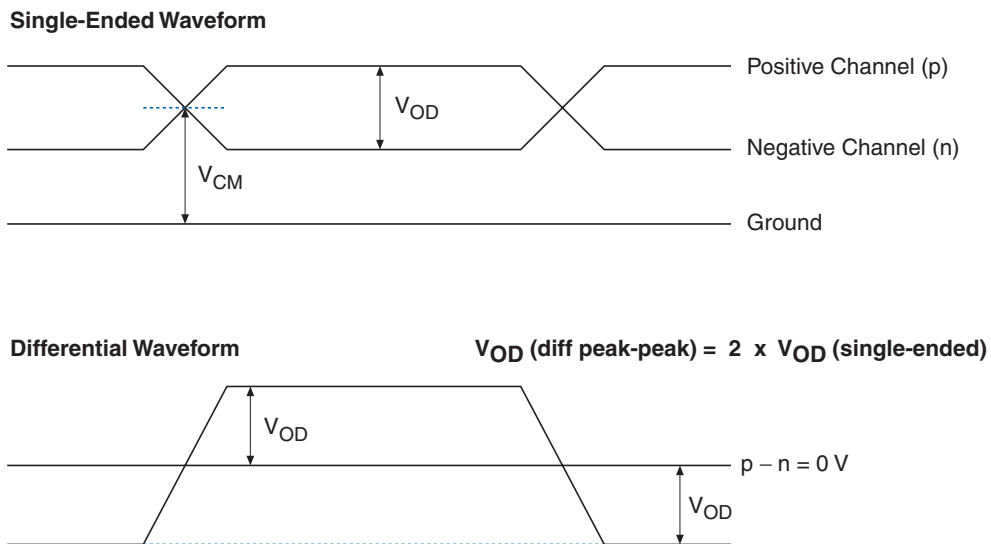 Single-Ended Waveform
Positive Channel (p)
VOD
Negative Channel (n)
VCM
Ground
Differential Waveform
VOD (diff peak-peak) = 2 x VOD (single-ended)
VOD
p – n = 0 V
VOD